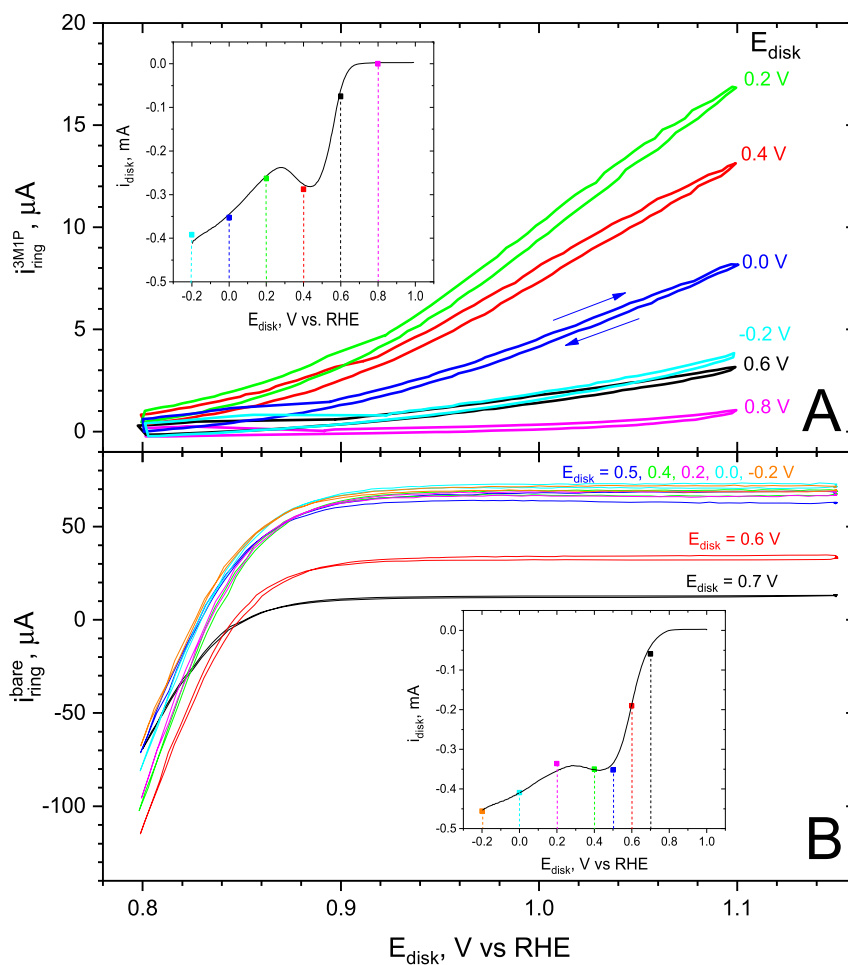 20
15
10
5
0
i_ring^3M1P , μA
0.0
-0.1
-0.2
-0.3
-0.4
-0.5
i_disk, mA
-0.2 0.0 0.2 0.4 0.6 0.8 1.0
E_disk, V vs. RHE
E_disk
0.2 V
0.4 V
0.0 V
-0.2 V
0.6 V
0.8 V
A
50
0
-50
-100
i_ring^bare , μA
E_disk = 0.5, 0.4, 0.2, 0.0, -0.2 V
E_disk = 0.6 V
E_disk = 0.7 V
0.0
-0.1
-0.2
-0.3
-0.4
-0.5
i_disk, mA
-0.2 0.0 0.2 0.4 0.6 0.8 1.0
E_disk, V vs RHE
B
0.8 0.9 1.0 1.1
E_disk, V vs RHE